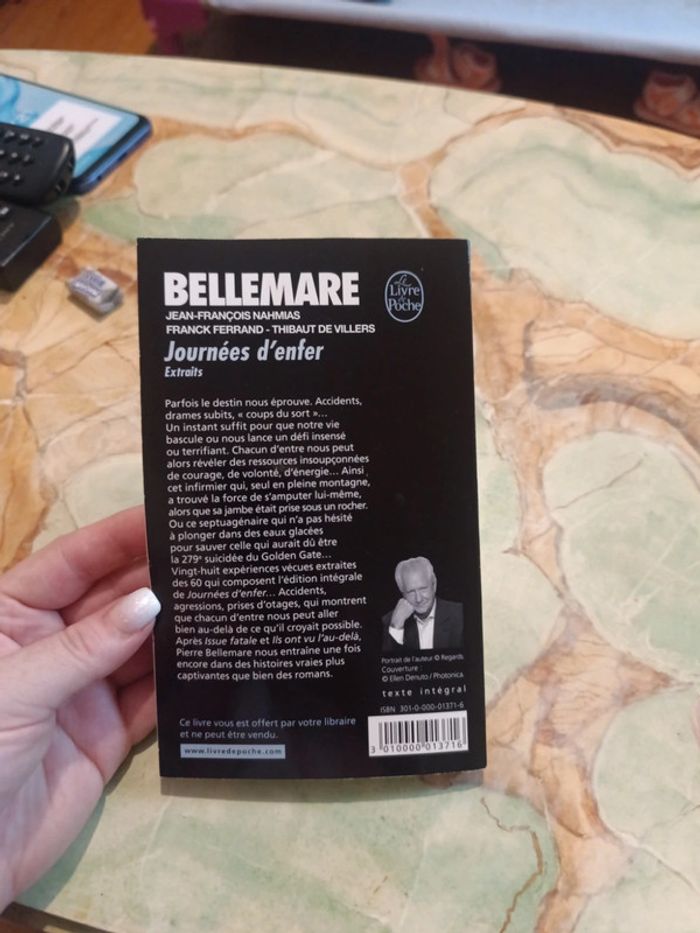 BELLEMARE
Le
Livre
de
Poche
JEAN-FRANÇOIS NAHMIAS
FRANCK FERRAND - THIBAUT DE VILLERS
Journées d'enfer
Extraits
Parfois le destin nous éprouve. Accidents,
drames subits, « coups du sort »...
Un instant suffit pour que notre vie
bascule ou nous lance un défi insensé
ou terrifiant. Chacun d'entre nous peut
alors révéler des ressources insoupçonnées
de courage, de volonté, d'énergie... Ainsi
cet infirmier qui, seul en pleine montagne,
a trouvé la force de s'amputer lui-même,
alors que sa jambe était prise sous un rocher.
Ou ce septuagénaire qui n'a pas hésité
à plonger dans des eaux glacées
pour sauver celle qui aurait dû être
la 279e suicidée du Golden Gate...
Vingt-huit expériences vécues extraites
des 60 qui composent l'édition intégrale
de Journées d'enfer... Accidents,
agressions, prises d'otages, qui montrent
que chacun d'entre nous peut aller
bien au-delà de ce qu'il croyait possible.
Après Issue fatale et Ils ont vu l'au-delà,
Pierre Bellemare nous entraîne une fois
encore dans des histoires vraies plus
captivantes que bien des romans.
Portrait de l'auteur © Regards.
Couverture :
© Ellen Denuto / Photonica.
texte intégral
ISBN 301-0-000-01371-6
3 010000 013716
Ce livre vous est offert par votre libraire
et ne peut être vendu.
www.livredepoche.com